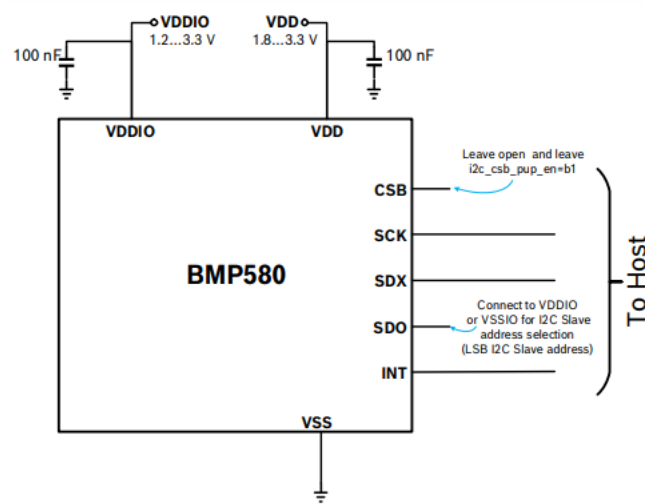 VDDIO
1.2...3.3 V
VDD
1.8...3.3 V
100 nF
100 nF
VDDIO
VDD
Leave open and leave
i2c_csb_pup_en=b1
CSB
SCK
BMP580
SDX
Connect to VDDIO
or VSSIO for I2C Slave
address selection
(LSB I2C Slave address)
SDO
INT
VSS
To Host